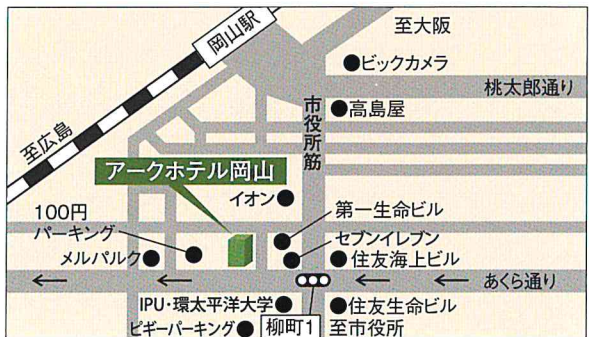 岡山駅
至大阪
ビックカメラ
桃太郎通り
高島屋
市役所筋
至広島
アークホテル岡山
イオン
100円
パーキング
第一生命ビル
セブンイレブン
メルパルク
住友海上ビル
あくら通り
IPU・環太平洋大学
住友生命ビル
ピギーパーキング
柳町1
至市役所